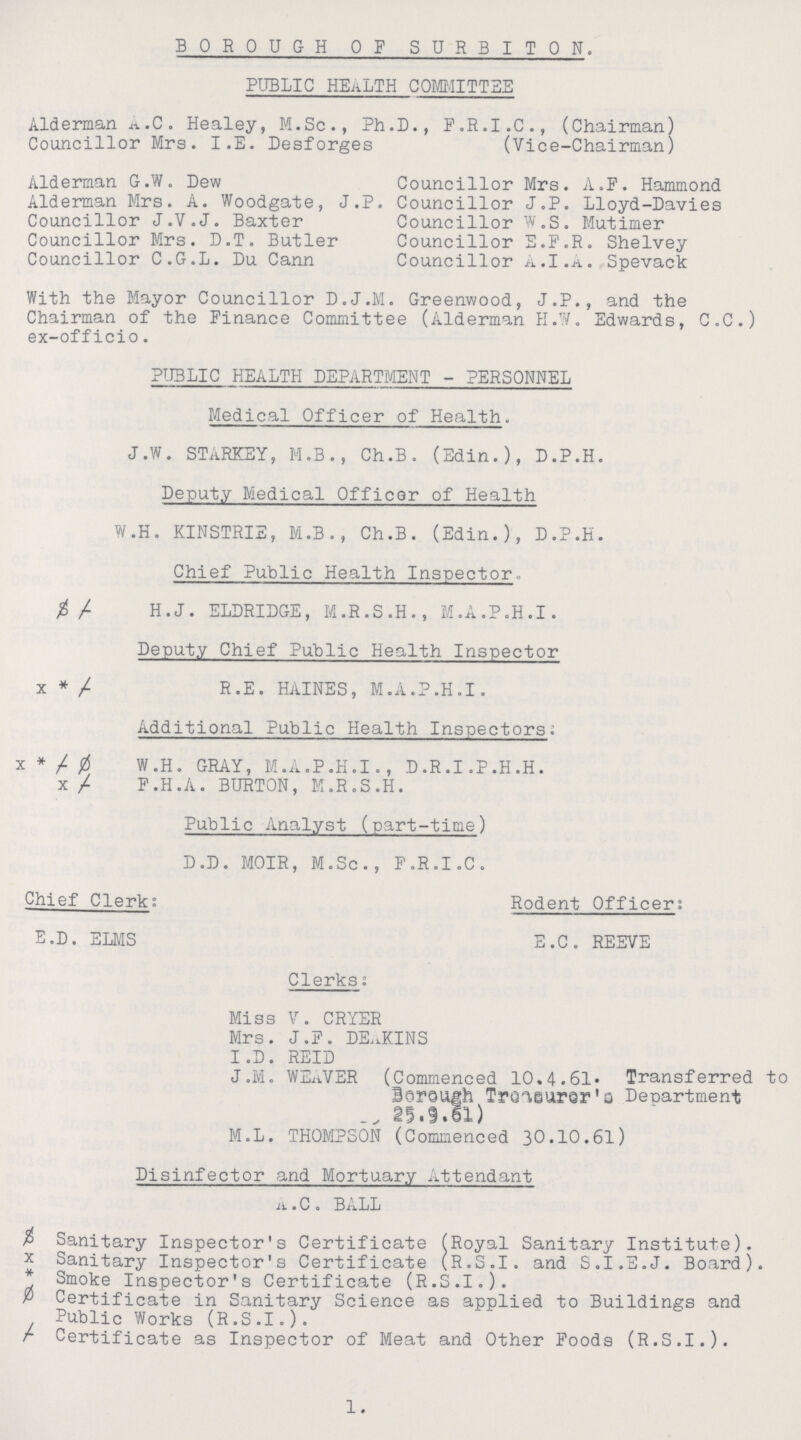 BOROUGH OF SURBITON.
PUBLIC HEALTH COMMITTEE
Alderman A.C. Healey, M.Sc., Ph.D., F.R.I.C., (Chairman)
Councillor Mrs. I.E. Desforges (Vice-Chairman)
Alderman G.W. Dew Councillor Mrs. A.F. Hammond
Alderman Mrs. A. Woodgate, J.P. Councillor J.P. Lloyd-Davies
Councillor J.V.J. Baxter Councillor W.S. Mutimer
Councillor Mrs. D.T. Butler Councillor E.F.R. Shelvey
Councillor C.G.L. Du Cann Councillor A.I.A. Spevack
With the Mayor Councillor D.J.M. Greenwood, J.P., and the
Chairman of the Finance Committee (Alderman H.W. Edwards, C.C.)
ex-officio.
PUBLIC HEALTH DEPARTMENT - PERSONNEL
Medical Officer of Health.
J.W. STARKEY, M.B., Ch.B. (Edin.), D.P.H.
Deputy Medical Officer of Health
W.H. KINSTRIE, M.B., Ch.B. (Edin.), D.P.H.
Chief Public Health Inspector.
$̸ ⌿ H.J. ELDRIDGE, M.R.S.H., M.A.P.H.I.
Deputy Chief Public Health Inspector
x * ⌿ R.E. HAINES, M.A.P.H.I.
Additional Public Health Inspectors:
x * ⌿ Ø W.H. GRAY, M.A.P.H.I., D.R.I.P.H.H.
x ⌿ F.H.A. BURTON, M.R.S.H.
Public Analyst (part-time)
D.D. MOIR, M.Sc., F.R.I.C.
Chief Clerk: Rodent Officer:
E.D. ELMS E.C. REEVE
Clerks:
Miss V. CRYER
Mrs. J.F. DEAKINS
I.D. REID
J.M. WEAVER (Commenced 10.4.61. Transferred to
Borough Treasurer's Department
25.9.61)
M.L. THOMPSON (Commenced 30.10.61)
Disinfector and Mortuary Attendant
A.C. BALL
$̸ Sanitary Inspector's Certificate (Royal Sanitary Institute).
x Sanitary Inspector's Certificate (R.S.I. and S.I.E.J. Board).
* Smoke Inspector's Certificate (R.S.I.).
Ø Certificate in Sanitary Science as applied to Buildings and
Public Works (R.S.I.).
⌿ Certificate as Inspector of Meat and Other Foods (R.S.I.).
1.